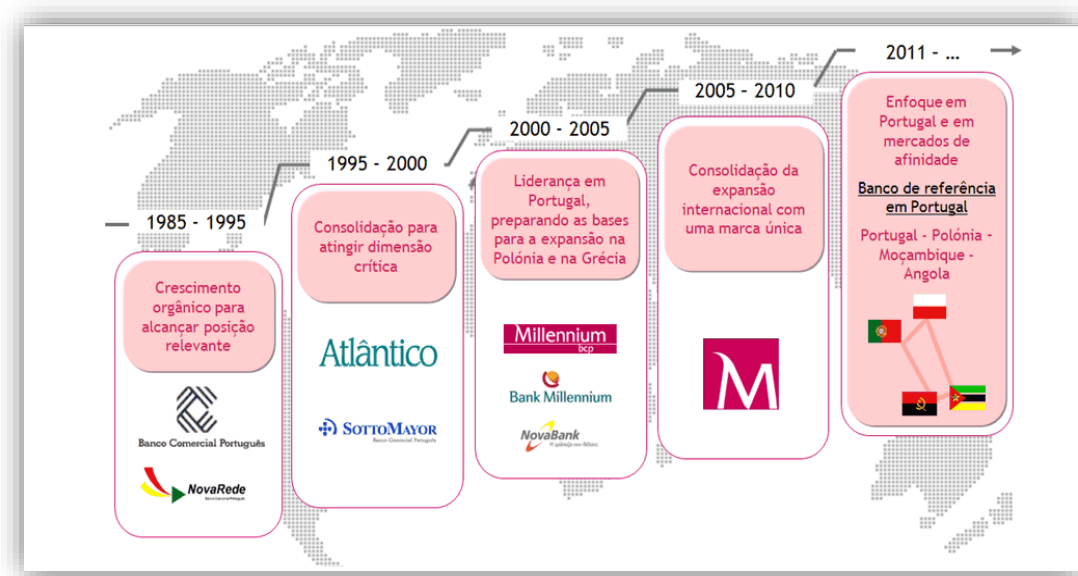 1985 - 1995
Crescimento
orgânico para
alcançar posição
relevante
Banco Comercial Português
NovaRede
1995 - 2000
Consolidação para
atingir dimensão
crítica
Atlântico
SOTTOMAYOR
Banco Comercial Português
2000 - 2005
Liderança em
Portugal,
preparando as bases
para a expansão na
Polónia e na Grécia
Millennium
bcp
Bank Millennium
NovaBank
2005 - 2010
Consolidação da
expansão
internacional com
uma marca única
M
2011 - ...
Enfoque em
Portugal e em
mercados de
afinidade
Banco de referência
em Portugal
Portugal - Polónia -
Moçambique -
Angola